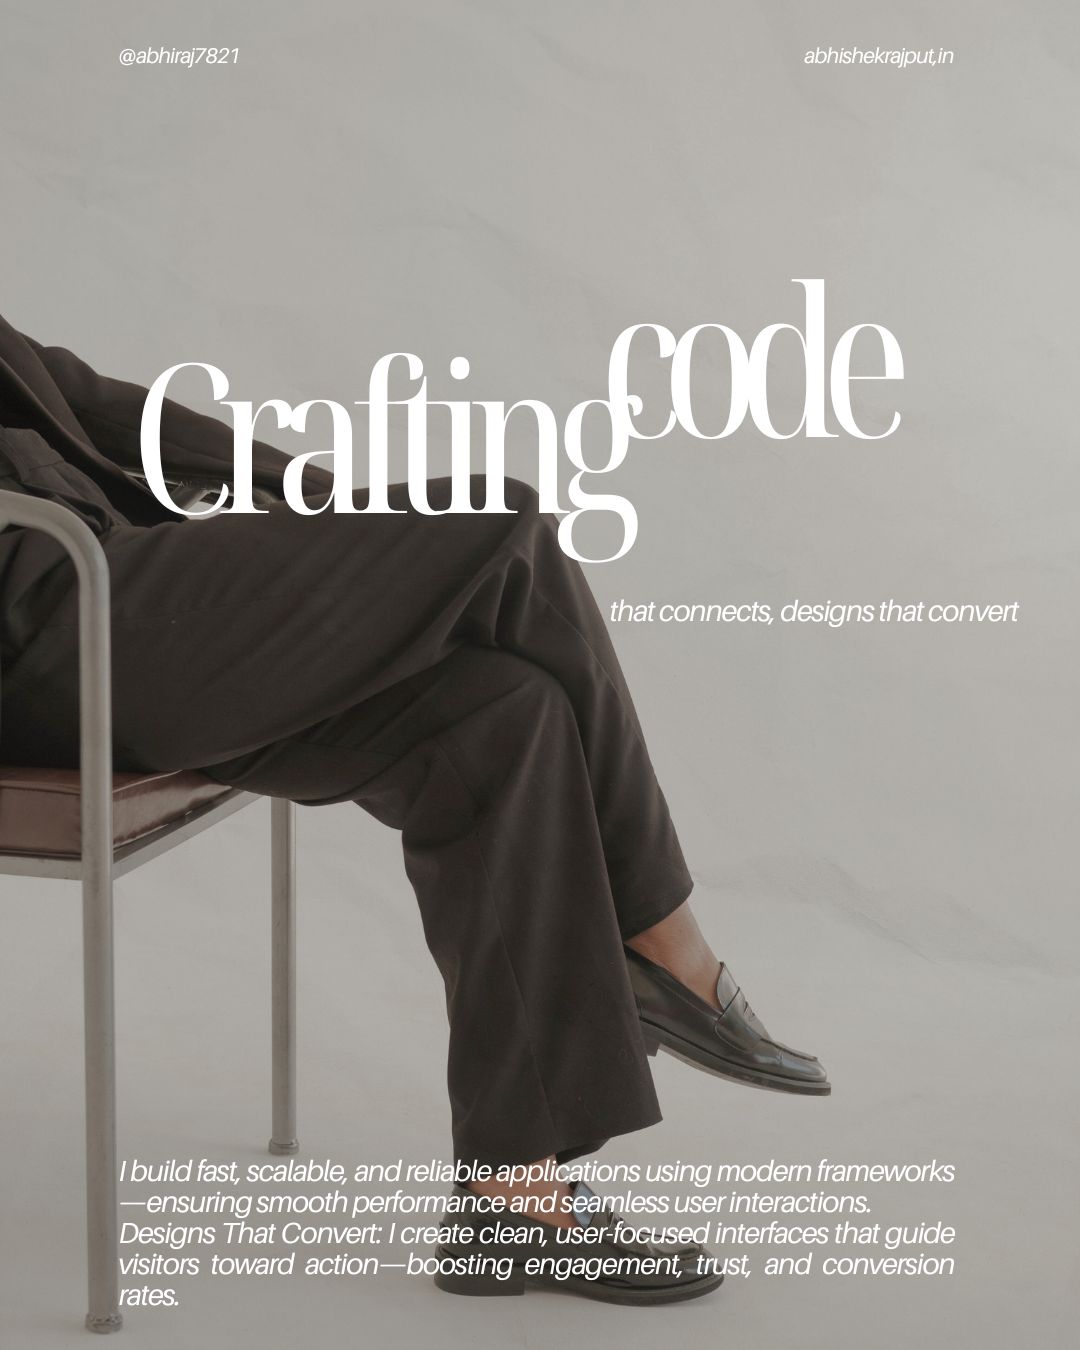 @abhiraj7821
abhishekrajput,in
Crafting code
that connects, designs that convert
I build fast, scalable, and reliable applications using modern frameworks
—ensuring smooth performance and seamless user interactions.
Designs That Convert: I create clean, user-focused interfaces that guide
visitors toward action—boosting engagement, trust, and conversion
rates.